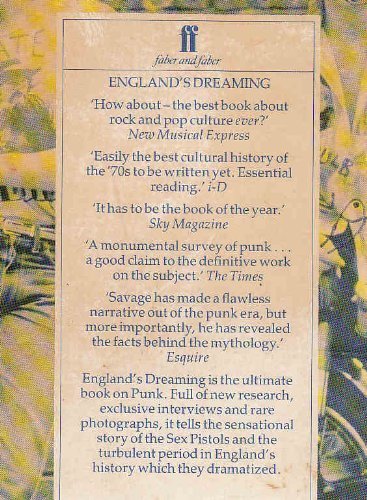 ff
faber and faber
ENGLAND'S DREAMING
'How about – the best book about
rock and pop culture ever?'
New Musical Express
'Easily the best cultural history of
the '70s to be written yet. Essential
reading.' i-D
'It has to be the book of the year.'
Sky Magazine
'A monumental survey of punk . . .
a good claim to the definitive work
on the subject.' The Times
'Savage has made a flawless
narrative out of the punk era, but
more importantly, he has revealed
the facts behind the mythology.'
Esquire
England's Dreaming is the ultimate
book on Punk. Full of new research,
exclusive interviews and rare
photographs, it tells the sensational
story of the Sex Pistols and the
turbulent period in England's
history which they dramatized.